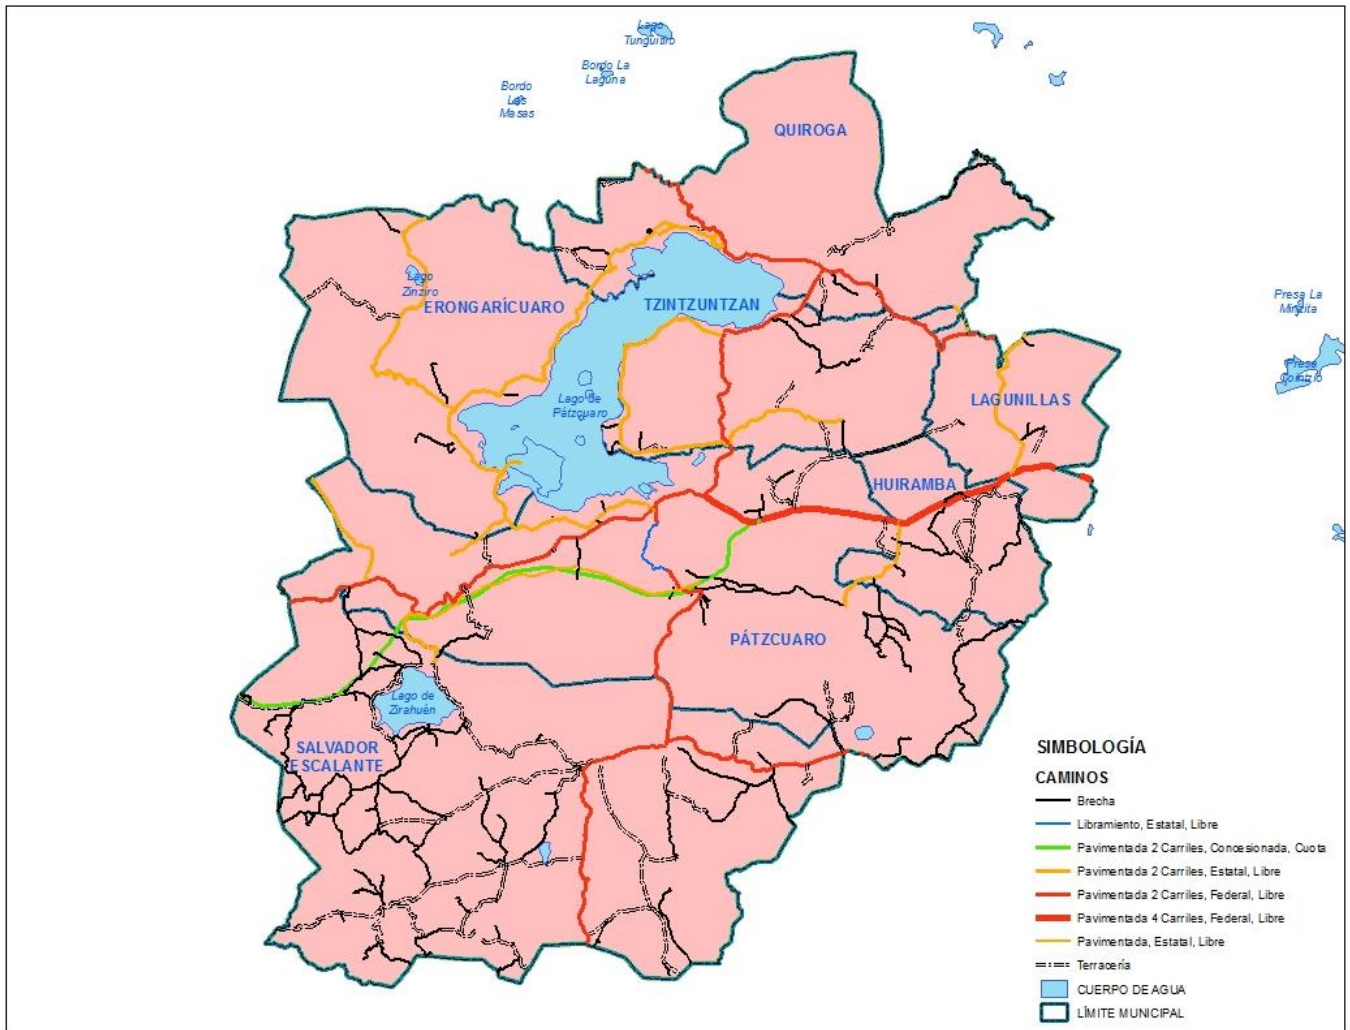 Lago
Tunguitiro
Bordo La
Laguna
Bordo
Las
Masas
QUIROGA
Lago
Zinziro
ERONGARÍCUARO
TZINTZUNTZAN
Presa La
Mintzita
Presa
Cointzio
LAGUNILLAS
Lago de
Pátzcuaro
HUIRAMBA
PÁTZCUARO
Lago de
Zirahuén
SALVADOR
ESCALANTE
SIMBOLOGÍA
CAMINOS
Brecha
Libramiento, Estatal, Libre
Pavimentada 2 Carriles, Concesionada, Cuota
Pavimentada 2 Carriles, Estatal, Libre
Pavimentada 2 Carriles, Federal, Libre
Pavimentada 4 Carriles, Federal, Libre
Pavimentada, Estatal, Libre
Terracería
CUERPO DE AGUA
LÍMITE MUNICIPAL